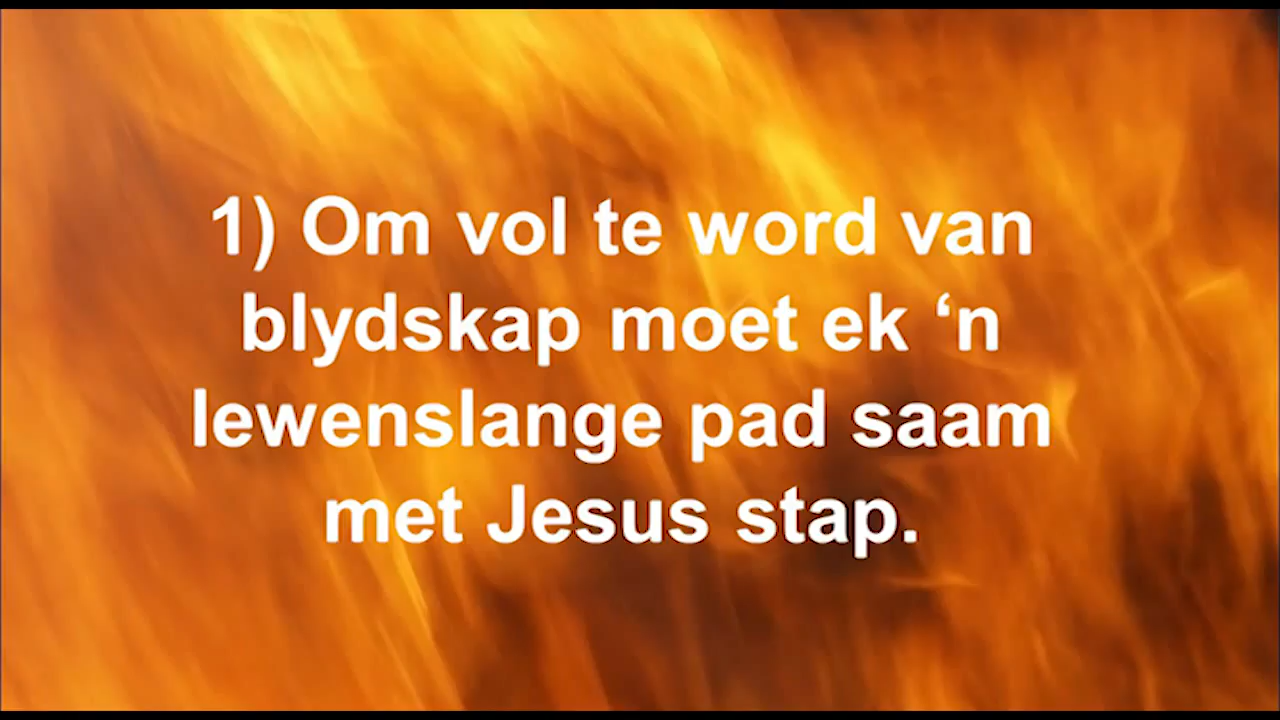 1) Om vol te word van
blydskap moet ek ‘n
lewenslange pad saam
met Jesus stap.